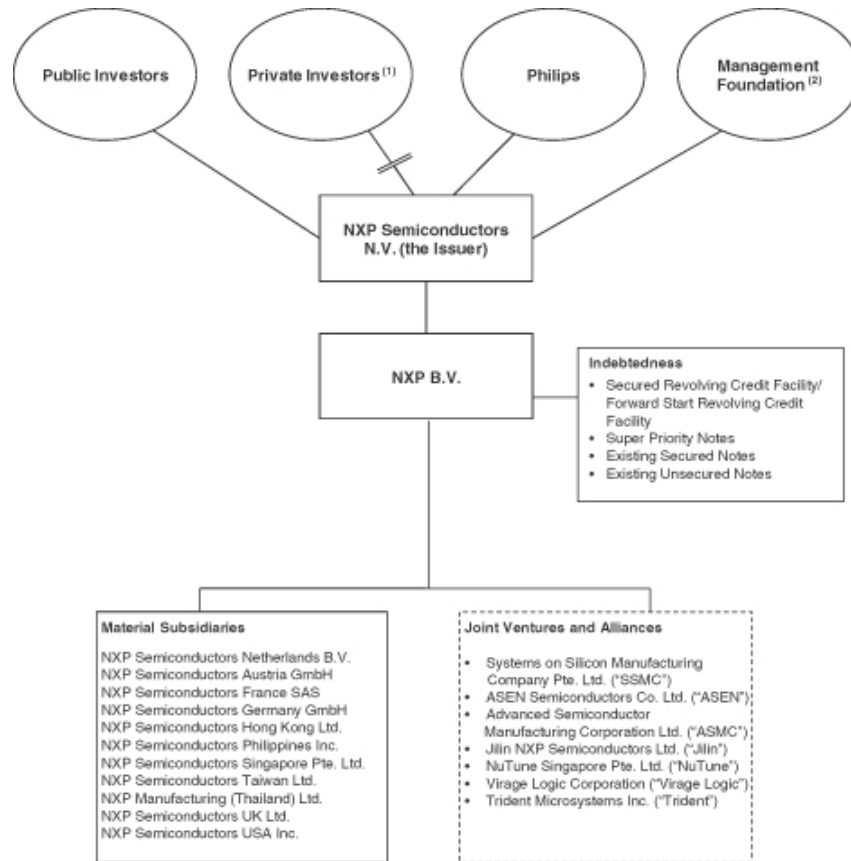 Public Investors
Private Investors (1)
Philips
Management
Foundation (2)
NXP Semiconductors
N.V. (the Issuer)
NXP B.V.
Indebtedness
• Secured Revolving Credit Facility/
Forward Start Revolving Credit
Facility
• Super Priority Notes
• Existing Secured Notes
• Existing Unsecured Notes
Material Subsidiaries
NXP Semiconductors Netherlands B.V.
NXP Semiconductors Austria GmbH
NXP Semiconductors France SAS
NXP Semiconductors Germany GmbH
NXP Semiconductors Hong Kong Ltd.
NXP Semiconductors Philippines Inc.
NXP Semiconductors Singapore Pte. Ltd.
NXP Semiconductors Taiwan Ltd.
NXP Manufacturing (Thailand) Ltd.
NXP Semiconductors UK Ltd.
NXP Semiconductors USA Inc.
Joint Ventures and Alliances
• Systems on Silicon Manufacturing
Company Pte. Ltd. (“SSMC”)
• ASEN Semiconductors Co. Ltd. (“ASEN”)
• Advanced Semiconductor
Manufacturing Corporation Ltd. (“ASMC”)
• Jilin NXP Semiconductors Ltd. (“Jilin”)
• NuTune Singapore Pte. Ltd. (“NuTune”)
• Virage Logic Corporation (“Virage Logic”)
• Trident Microsystems Inc. (“Trident”)